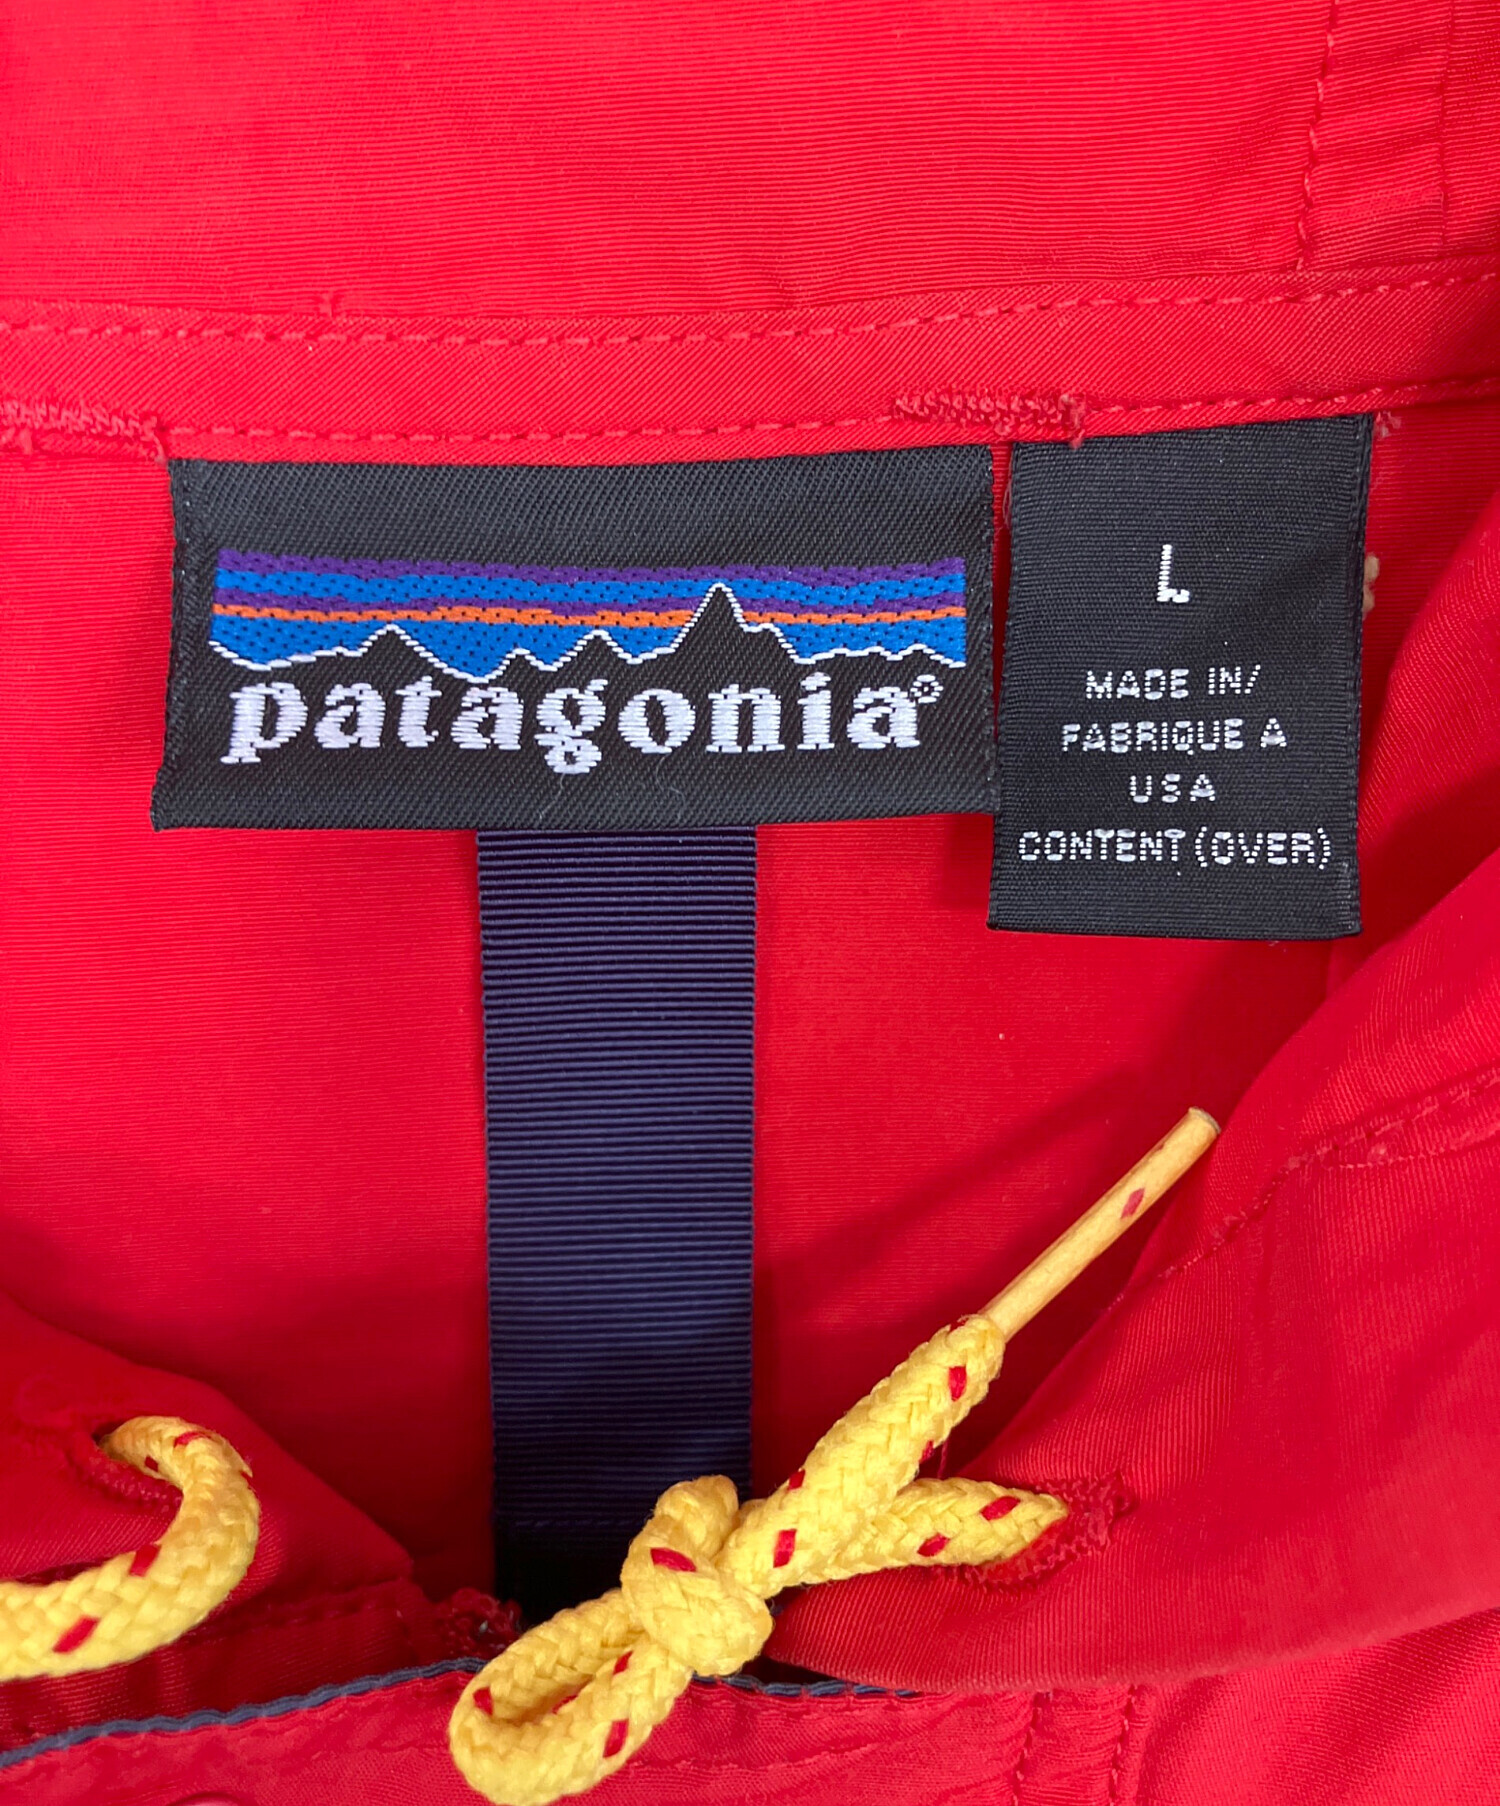 patagonia®
L
MADE IN/
FABRIQUE A
USA
CONTENT (OVER)